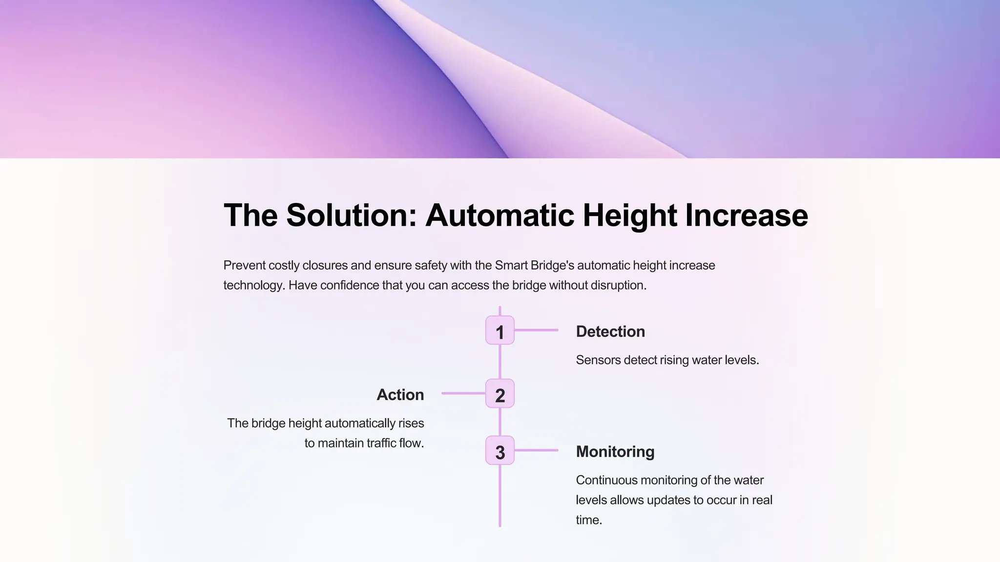 The Solution: Automatic Height Increase
Prevent costly closures and ensure safety with the Smart Bridge's automatic height increase
technology. Have confidence that you can access the bridge without disruption.
1
Detection
Sensors detect rising water levels.
2
Action
The bridge height automatically rises
to maintain traffic flow.
3
Monitoring
Continuous monitoring of the water
levels allows updates to occur in real
time.